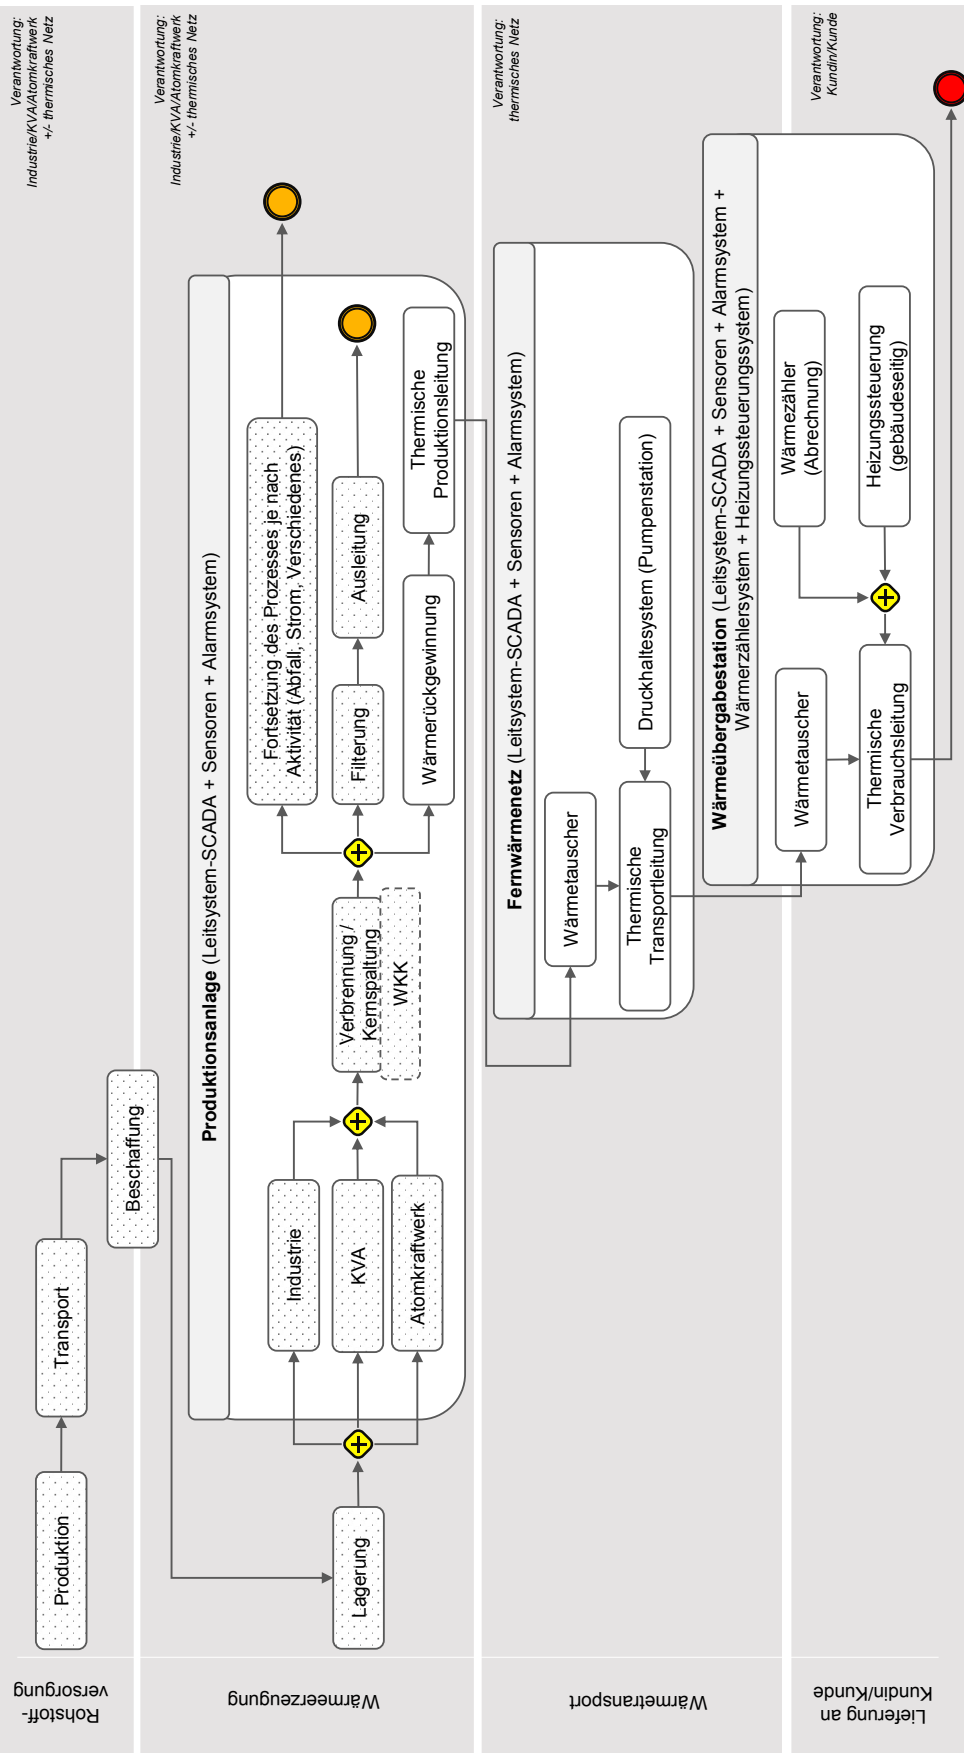 Rohstoff-
versorgung
Produktion
Transport
Beschaffung
Verantwortung:
Industrie/KVA/Atomkraftwerk
+/- thermisches Netz
Wärmeerzeugung
Lagerung
Produktionsanlage (Leitsystem-SCADA + Sensoren + Alarmsystem)
Industrie
KVA
Atomkraftwerk
Verbrennung /
Kernspaltung
WKK
Fortsetzung des Prozesses je nach
Aktivität (Abfall, Strom, Verschiedenes)
Filterung
Ausleitung
Wärmerückgewinnung
Thermische
Produktionsleitung
Verantwortung:
Industrie/KVA/Atomkraftwerk
+/- thermisches Netz
Wärmetransport
Fernwärmenetz (Leitsystem-SCADA + Sensoren + Alarmsystem)
Wärmetauscher
Thermische
Transportleitung
Druckhaltesystem (Pumpenstation)
Verantwortung:
thermisches Netz
Lieferung an
Kundin/Kunde
Wärmeübergabestation (Leitsystem-SCADA + Sensoren + Alarmsystem +
Wärmerzählersystem + Heizungssteuerungssystem)
Wärmetauscher
Thermische
Verbrauchsleitung
Wärmezähler
(Abrechnung)
Heizungssteuerung
(gebäudeseitig)
Verantwortung:
Kundin/Kunde